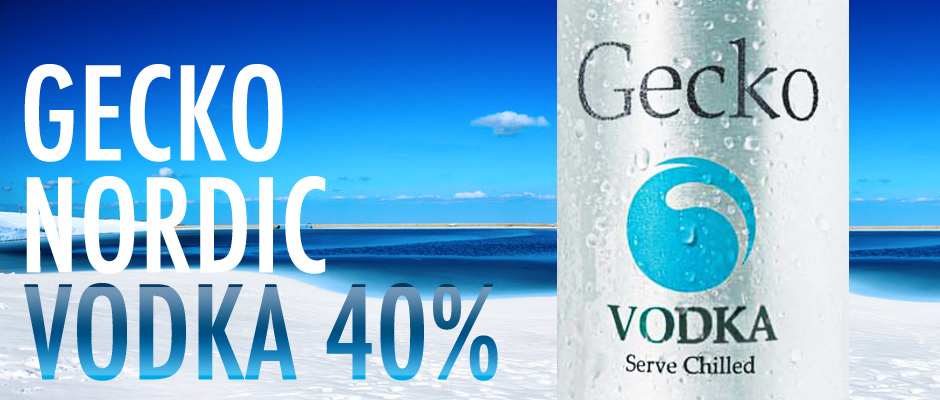 GECKO
NORDIC
VODKA 40%
Gecko
VODKA
Serve Chilled